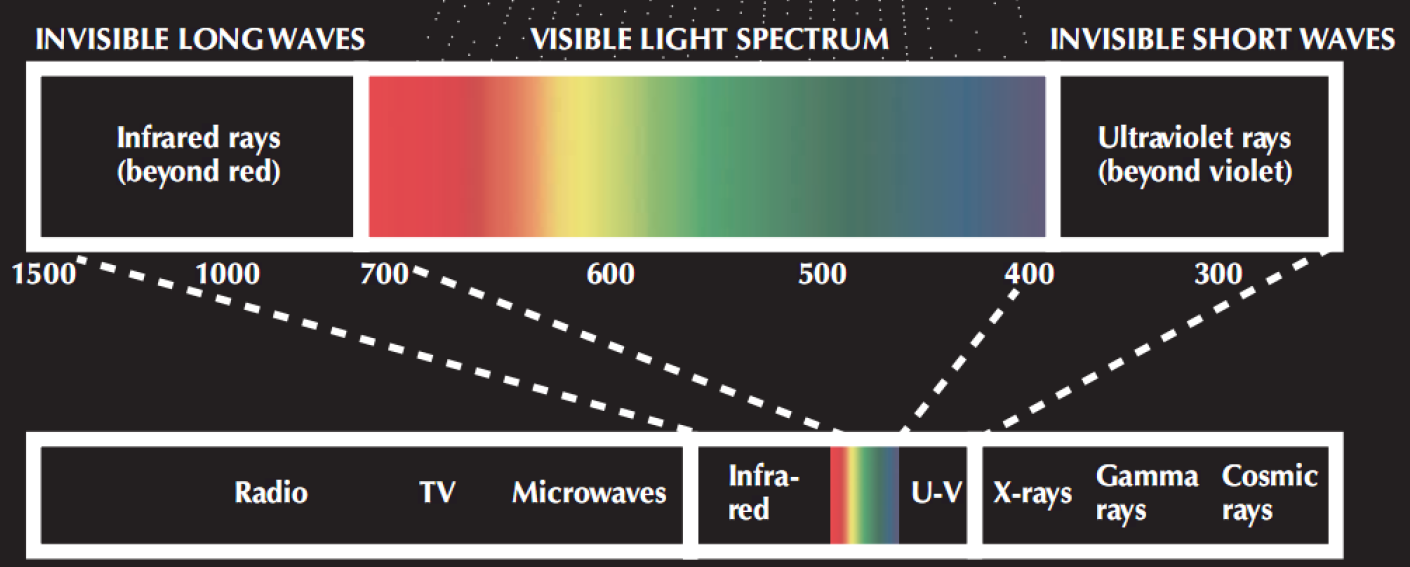 INVISIBLE LONG WAVES VISIBLE LIGHT SPECTRUM INVISIBLE SHORT WAVES
Infrared rays
(beyond red)
Ultraviolet rays
(beyond violet)
1500 1000 700 600 500 400 300
Radio TV Microwaves
Infra-
red
U-V
X-rays
Gamma
rays
Cosmic
rays